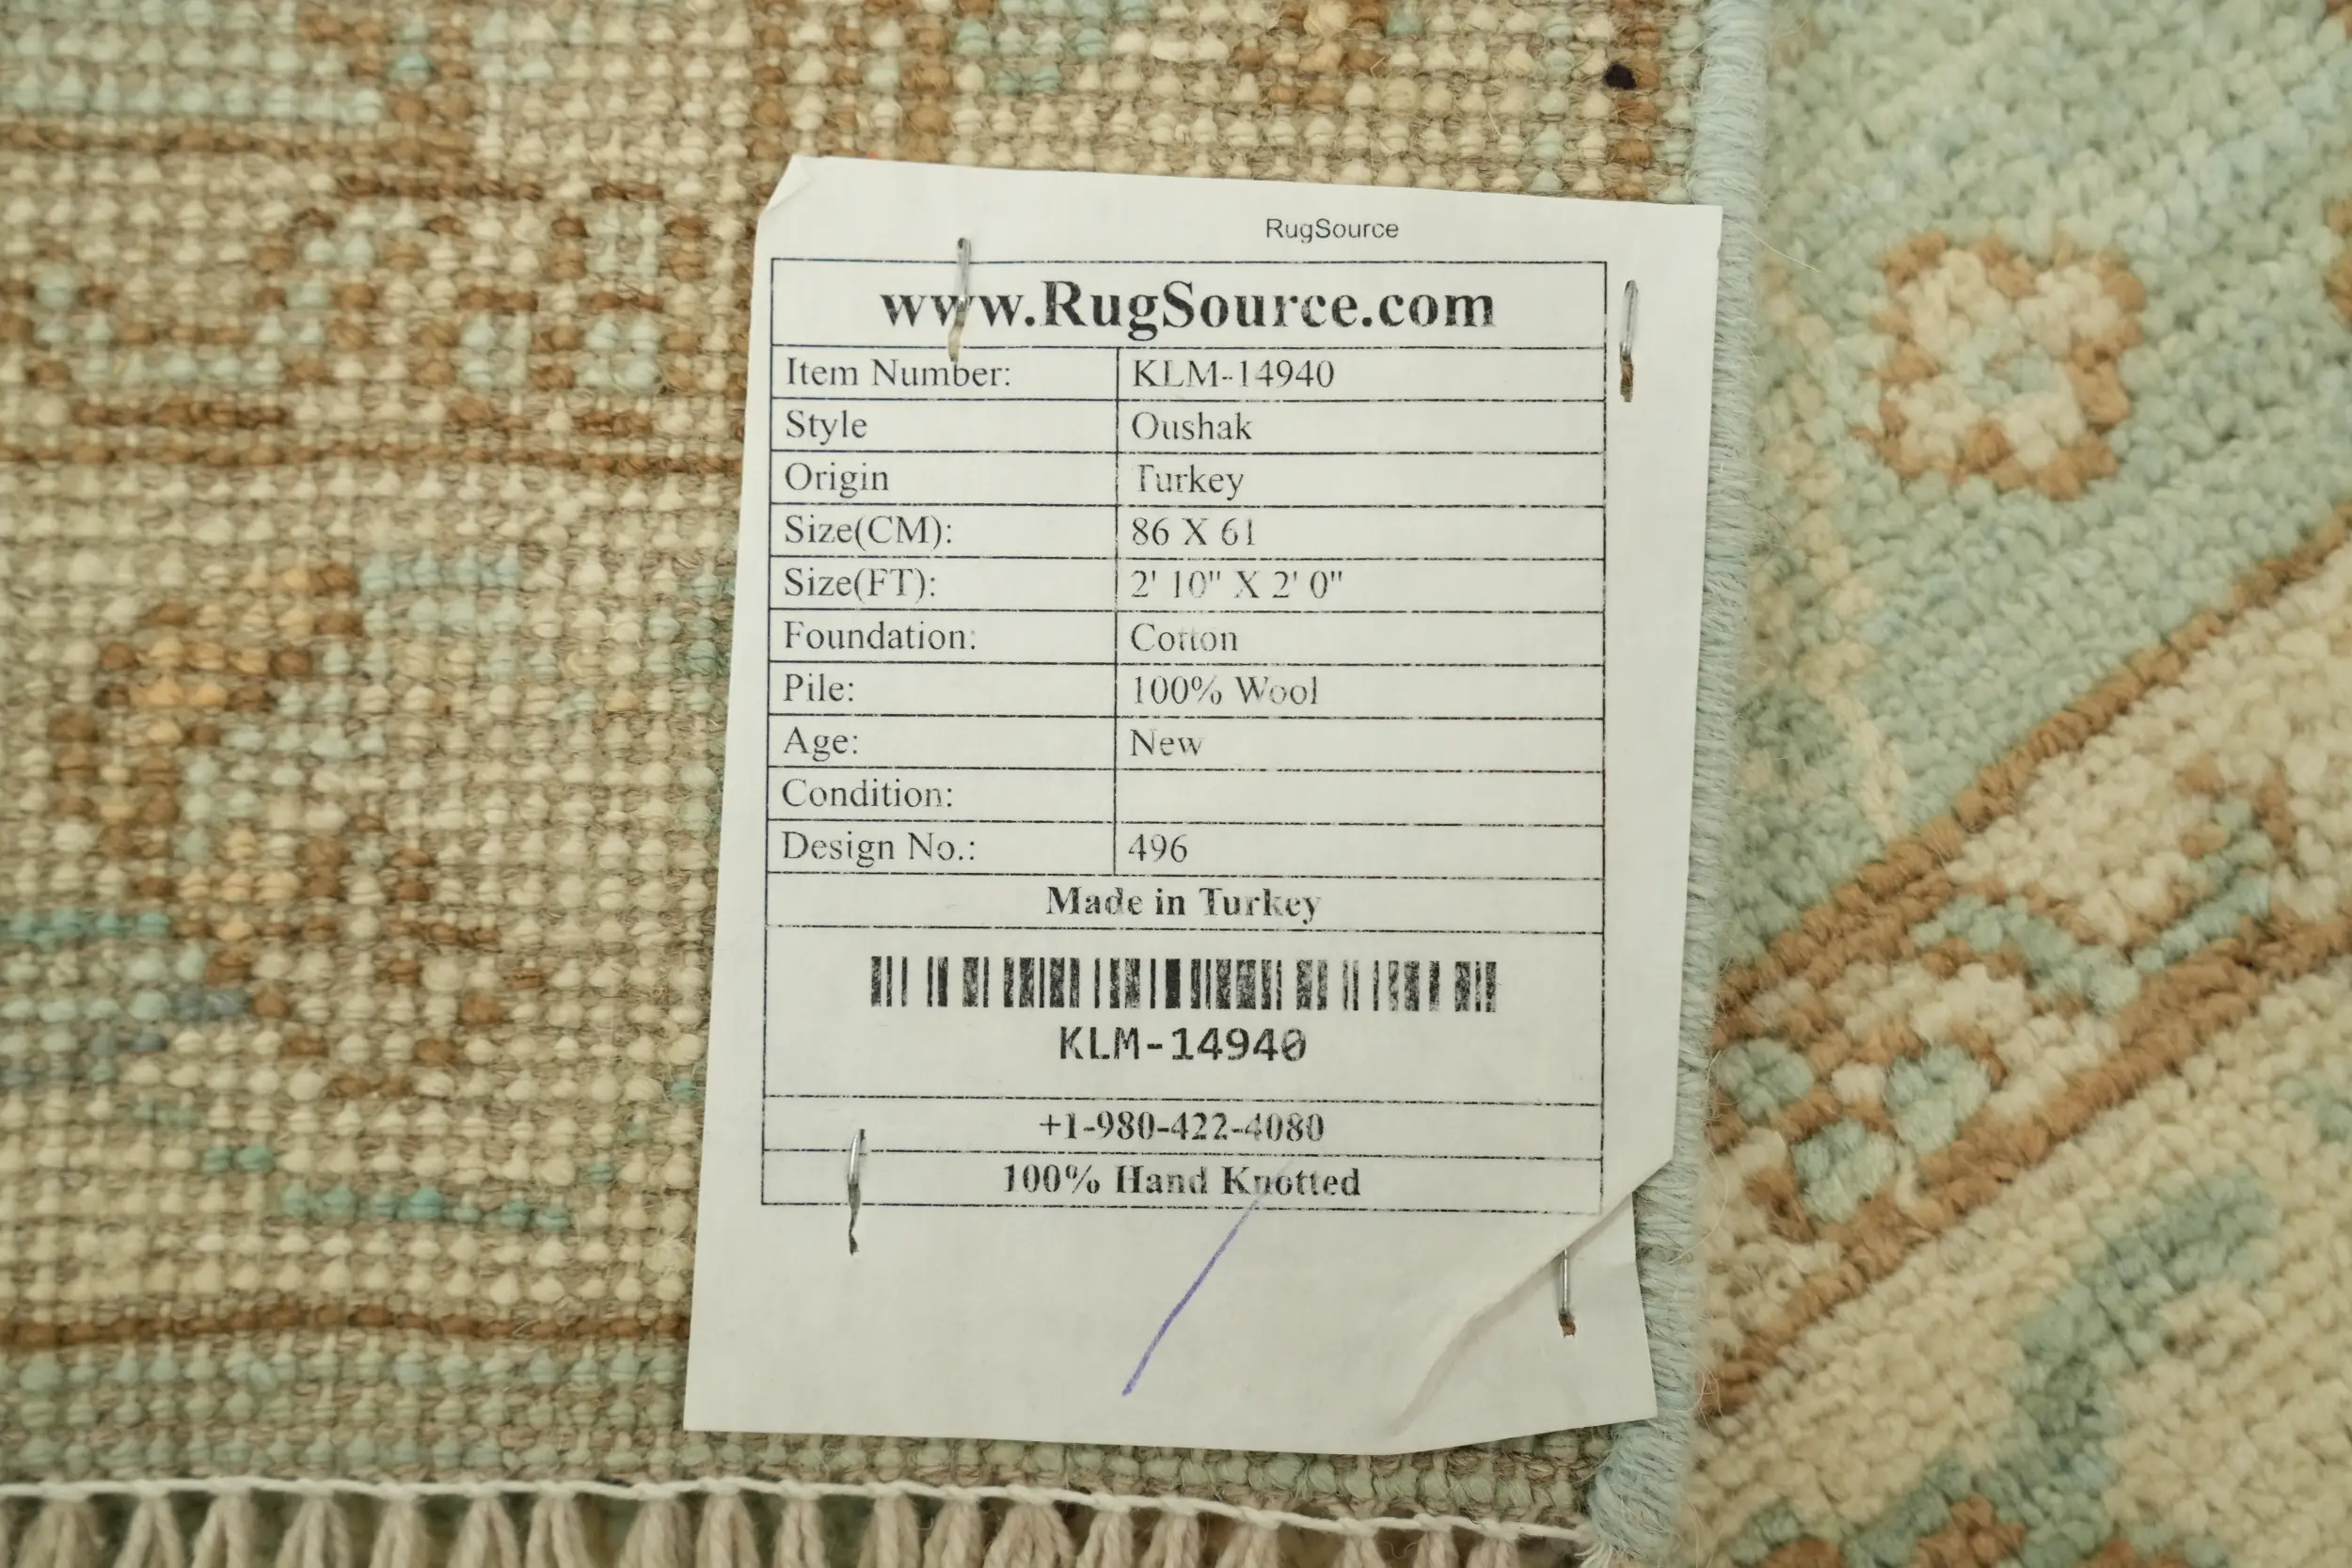 RugSource
www.RugSource.com
Item Number: KLM-14940
Style Oushak
Origin Turkey
Size(CM): 86 X 61
Size(FT): 2' 10" X 2' 0"
Foundation: Cotton
Pile: 100% Wool
Age: New
Condition:
Design No.: 496
Made in Turkey
KLM-14940
+1-980-422-4080
100% Hand Knotted